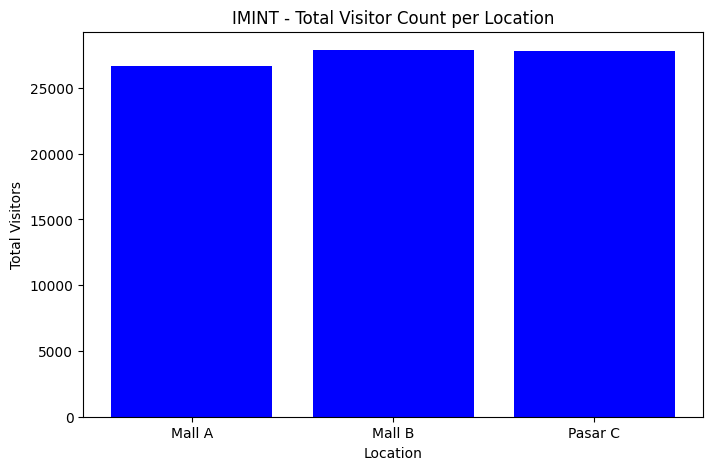 IMINT - Total Visitor Count per Location
Total Visitors
25000
20000
15000
10000
5000
0
Mall A
Mall B
Pasar C
Location